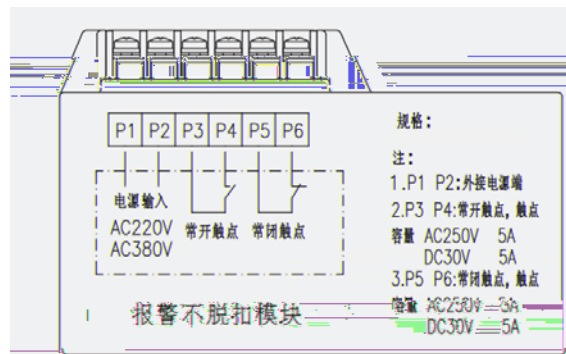 P1 P2 P3 P4 P5 P6
电源输入
AC220V
AC380V
常开触点 常闭触点
报警不脱扣模块
规格:
注:
1.P1 P2:外接电源端
2.P3 P4:常开触点,触点
容量 AC250V 5A
DC30V 5A
3.P5 P6:常闭触点,触点
容量 AC250V 5A
DC30V 5A